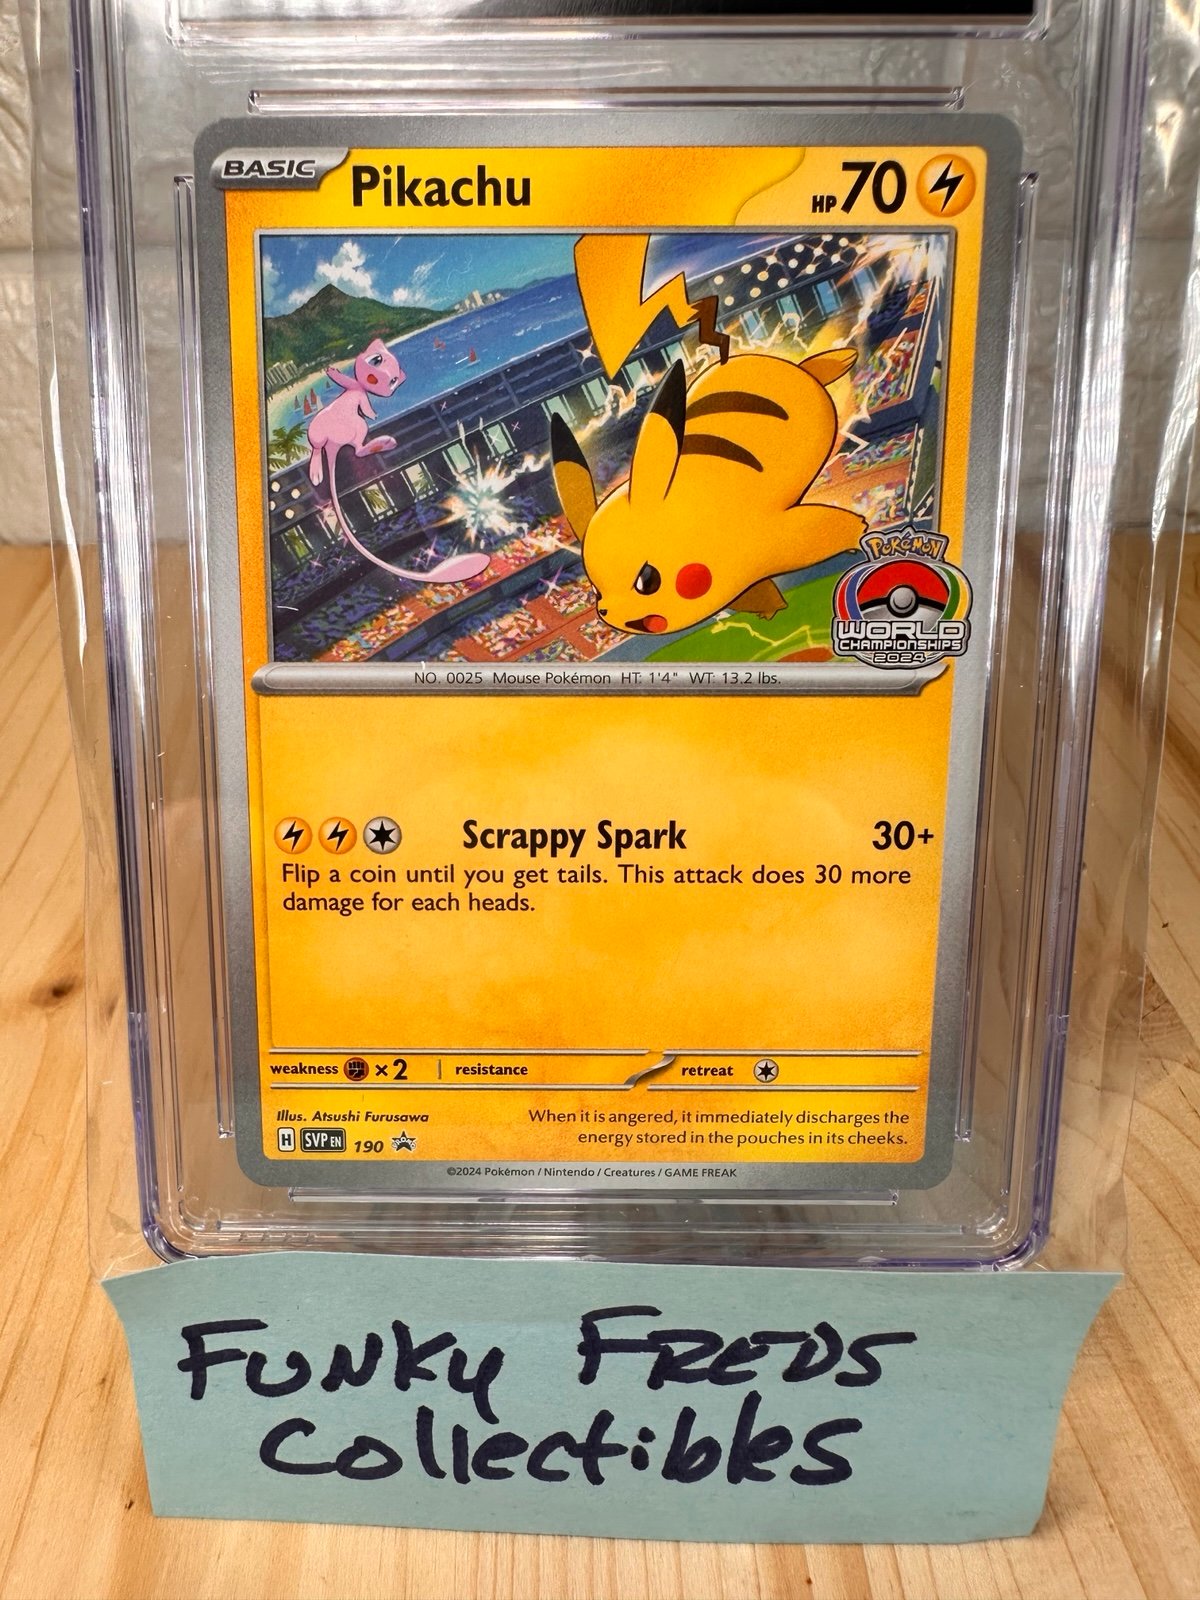 BASIC Pikachu HP 70
POKéMON
WORLD
CHAMPIONSHIPS
2024
NO. 0025 Mouse Pokémon HT: 1'4" WT: 13.2 lbs.
Scrappy Spark 30+
Flip a coin until you get tails. This attack does 30 more
damage for each heads.
weakness ×2 resistance retreat
Illus. Atsushi Furusawa
H SVP EN 190
When it is angered, it immediately discharges the
energy stored in the pouches in its cheeks.
©2024 Pokémon / Nintendo / Creatures / GAME FREAK
FUNKY FREDS
Collectibles